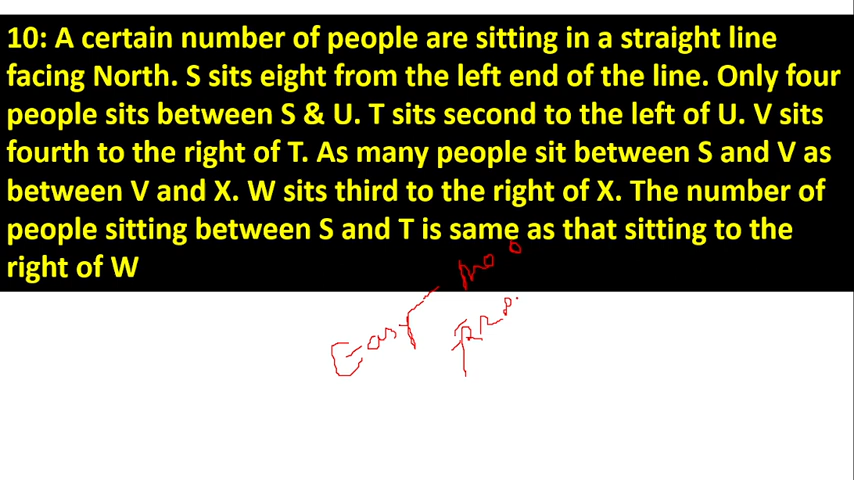 10: A certain number of people are sitting in a straight line
facing North. S sits eight from the left end of the line. Only four
people sits between S & U. T sits second to the left of U. V sits
fourth to the right of T. As many people sit between S and V as
between V and X. W sits third to the right of X. The number of
people sitting between S and T is same as that sitting to the
right of W
Easy